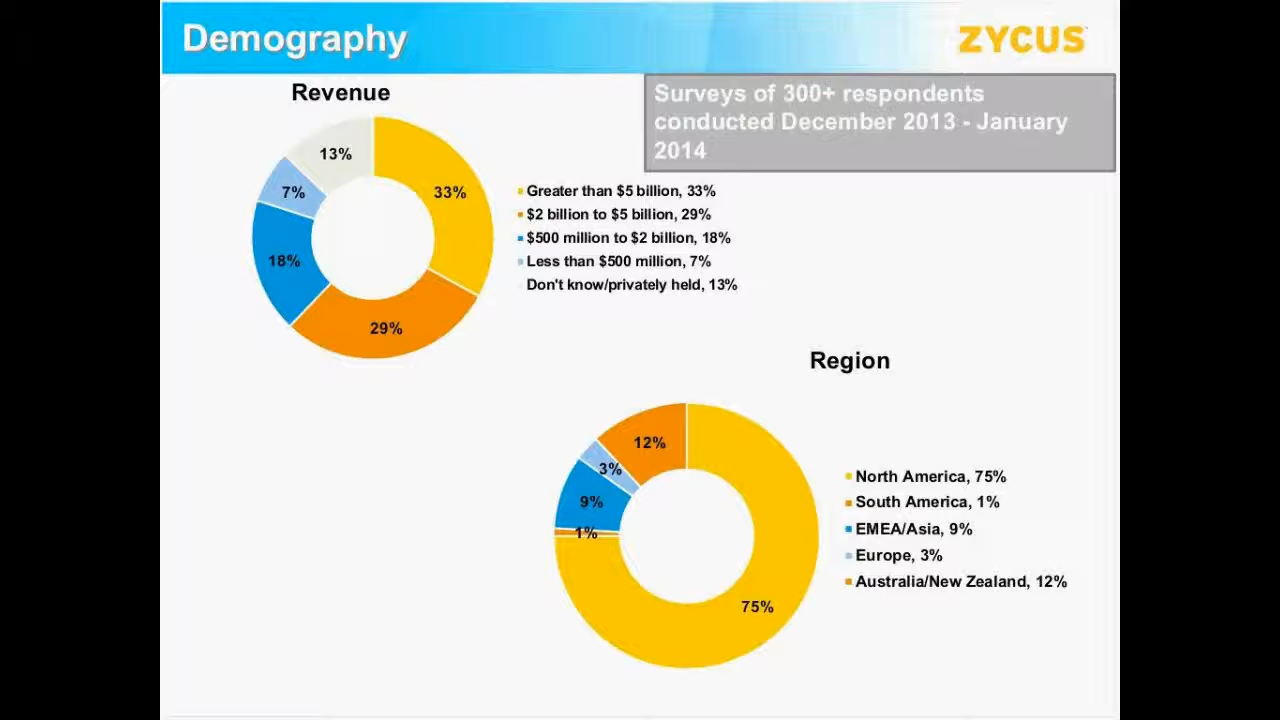 Demography
ZYCUS
Revenue
Surveys of 300+ respondents
conducted December 2013 - January
2014
13%
33%
7%
18%
29%
Greater than $5 billion, 33%
$2 billion to $5 billion, 29%
$500 million to $2 billion, 18%
Less than $500 million, 7%
Don't know/privately held, 13%
Region
12%
3%
9%
1%
75%
North America, 75%
South America, 1%
EMEA/Asia, 9%
Europe, 3%
Australia/New Zealand, 12%